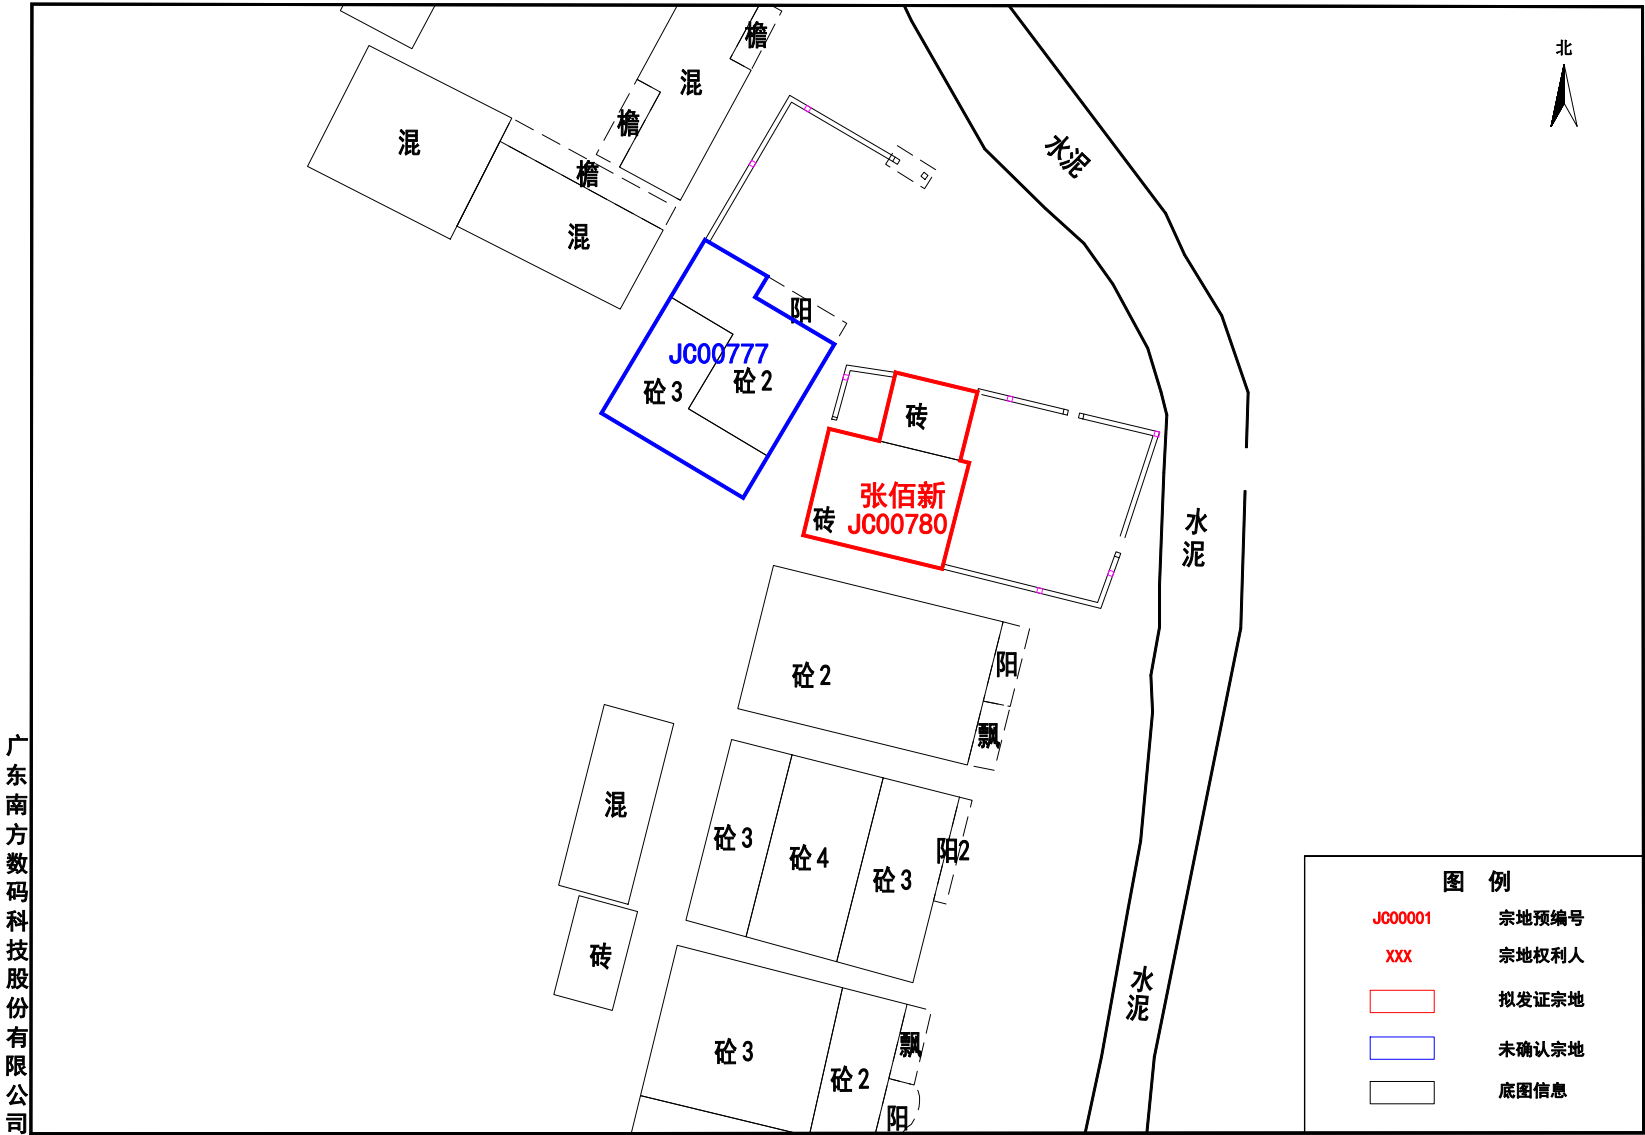 北
檐
混
檐
混
檐
混
水泥
阳
JC00777
砼3
砼2
砖
张佰新
JC00780
砖
水泥
砼2
阳
飘
混
砼3
砼4
砼3
阳2
砖
水泥
砼3
砼2
飘
阳
广东南方数码科技股份有限公司
图 例
JC00001 宗地预编号
XXX 宗地权利人
拟发证宗地
未确认宗地
底图信息